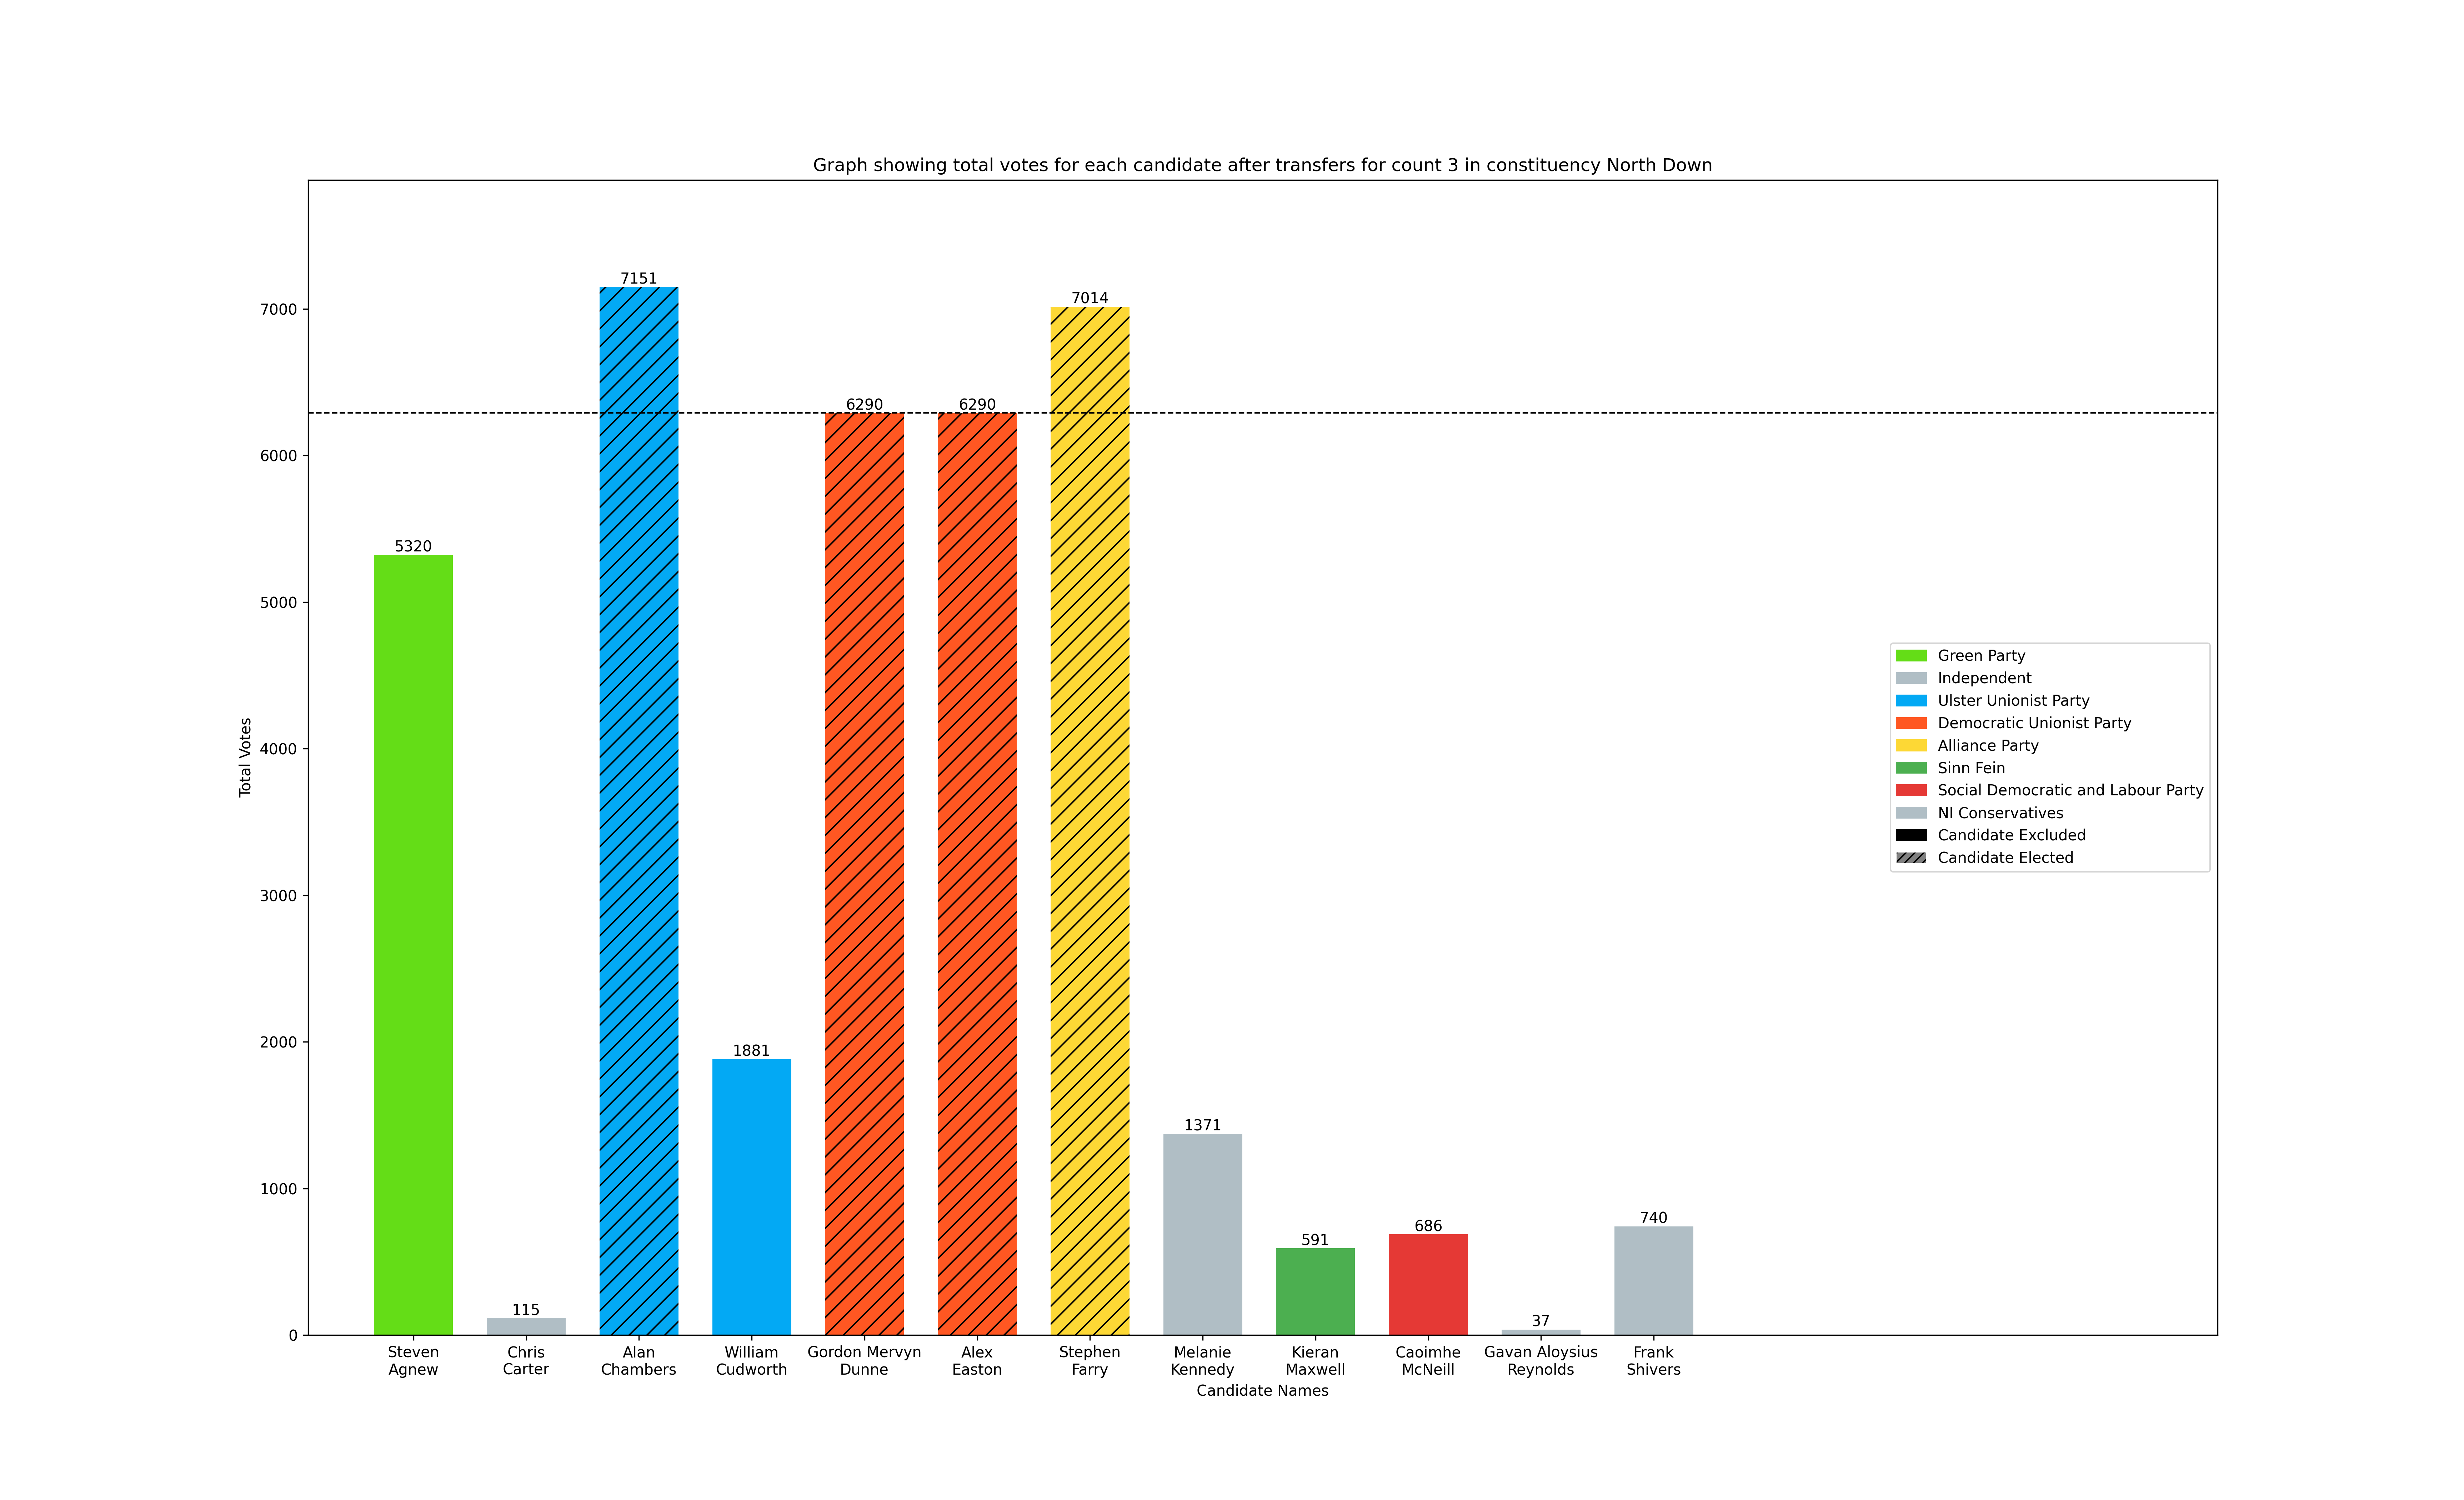 Graph showing total votes for each candidate after transfers for count 3 in constituency North Down
Total Votes
7000
6000
5000
4000
3000
2000
1000
0
5320
115
7151
1881
6290
6290
7014
1371
591
686
37
740
Steven
Agnew
Chris
Carter
Alan
Chambers
William
Cudworth
Gordon Mervyn
Dunne
Alex
Easton
Stephen
Farry
Melanie
Kennedy
Kieran
Maxwell
Caoimhe
McNeill
Gavan Aloysius
Reynolds
Frank
Shivers
Candidate Names
Green Party
Independent
Ulster Unionist Party
Democratic Unionist Party
Alliance Party
Sinn Fein
Social Democratic and Labour Party
NI Conservatives
Candidate Excluded
Candidate Elected